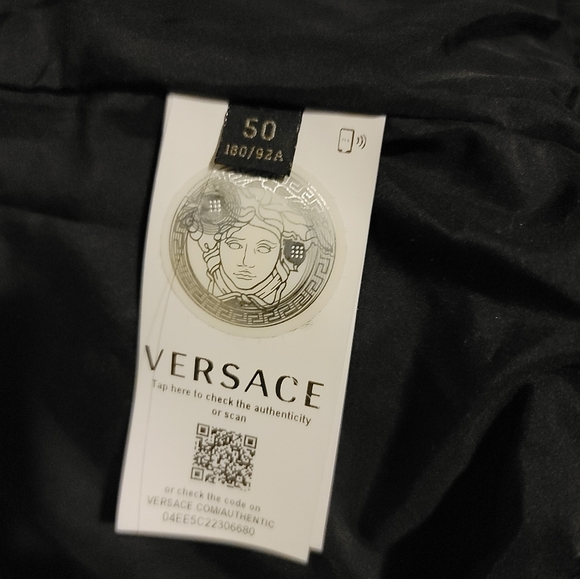 50
180/92A
VERSACE
Tap here to check the authenticity
or scan
or check the code on
VERSACE.COM/AUTHENTIC
04EE5C22306680